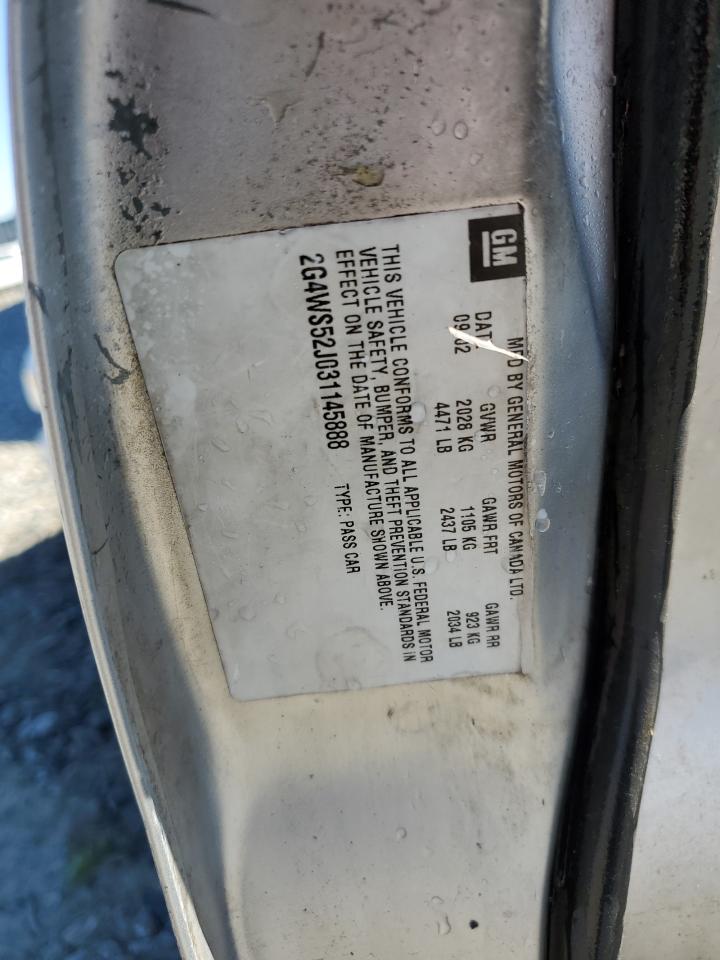 GM
MFD BY GENERAL MOTORS OF CANADA LTD.
DATE GVWR GAWR FRT GAWR RR
09/02 2028 KG 1105 KG 923 KG
4471 LB 2437 LB 2034 LB
THIS VEHICLE CONFORMS TO ALL APPLICABLE U.S. FEDERAL MOTOR
VEHICLE SAFETY, BUMPER, AND THEFT PREVENTION STANDARDS IN
EFFECT ON THE DATE OF MANUFACTURE SHOWN ABOVE.
2G4WS52J031145888 TYPE: PASS CAR